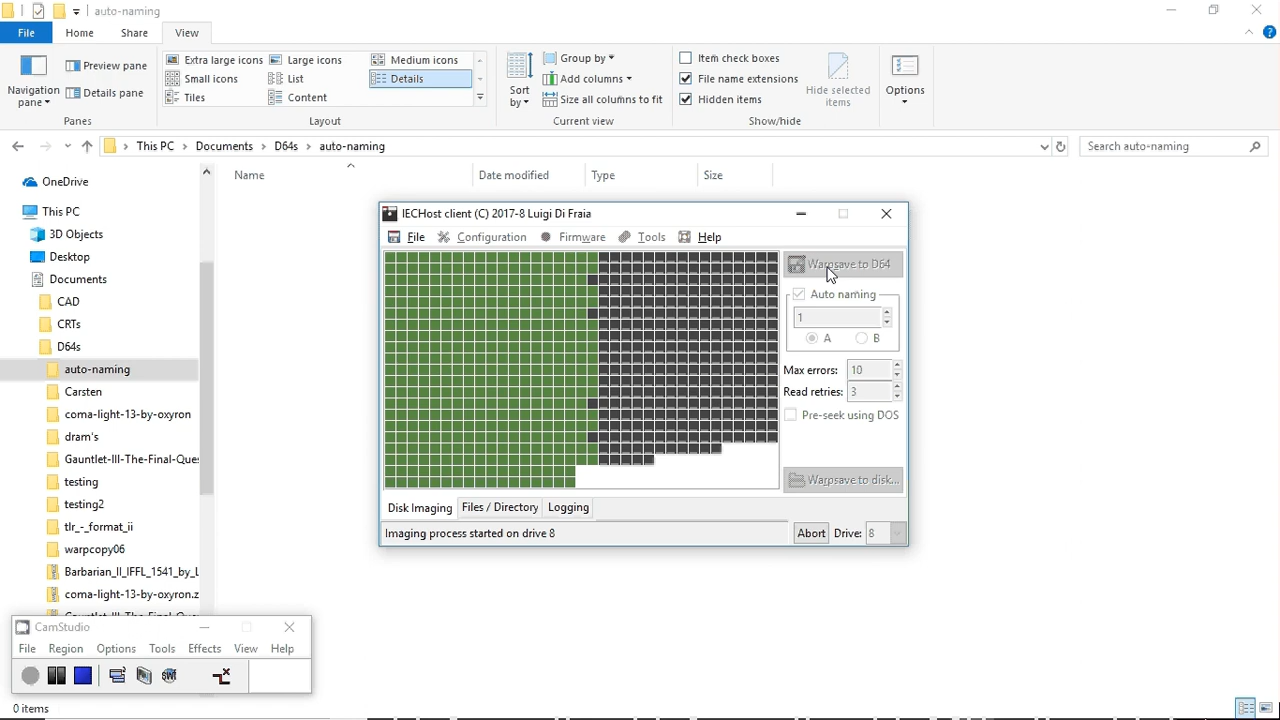 auto-naming
File
Home
Share
View
Navigation pane
Preview pane
Details pane
Panes
Extra large icons
Large icons
Medium icons
Small icons
List
Details
Tiles
Content
Layout
Sort by
Group by
Add columns
Size all columns to fit
Current view
Item check boxes
File name extensions
Hidden items
Hide selected items
Show/hide
Options
This PC
Documents
D64s
auto-naming
Search auto-naming
Name
Date modified
Type
Size
OneDrive
This PC
3D Objects
Desktop
Documents
CAD
CRTs
D64s
auto-naming
Carsten
coma-light-13-by-oxyron
dram's
Gauntlet-III-The-Final-Que
testing
testing2
tlr_-_format_ii
warpcopy06
Barbarian_II_IFFL_1541_by_L
coma-light-13-by-oxyron.z
IECHost client (C) 2017-8 Luigi Di Fraia
File
Configuration
Firmware
Tools
Help
Warpsave to D64
Auto naming
1
A
B
Max errors: 10
Read retries: 3
Pre-seek using DOS
Warpsave to disk...
Disk Imaging
Files / Directory
Logging
Imaging process started on drive 8
Abort
Drive: 8
CamStudio
File
Region
Options
Tools
Effects
View
Help
0 items